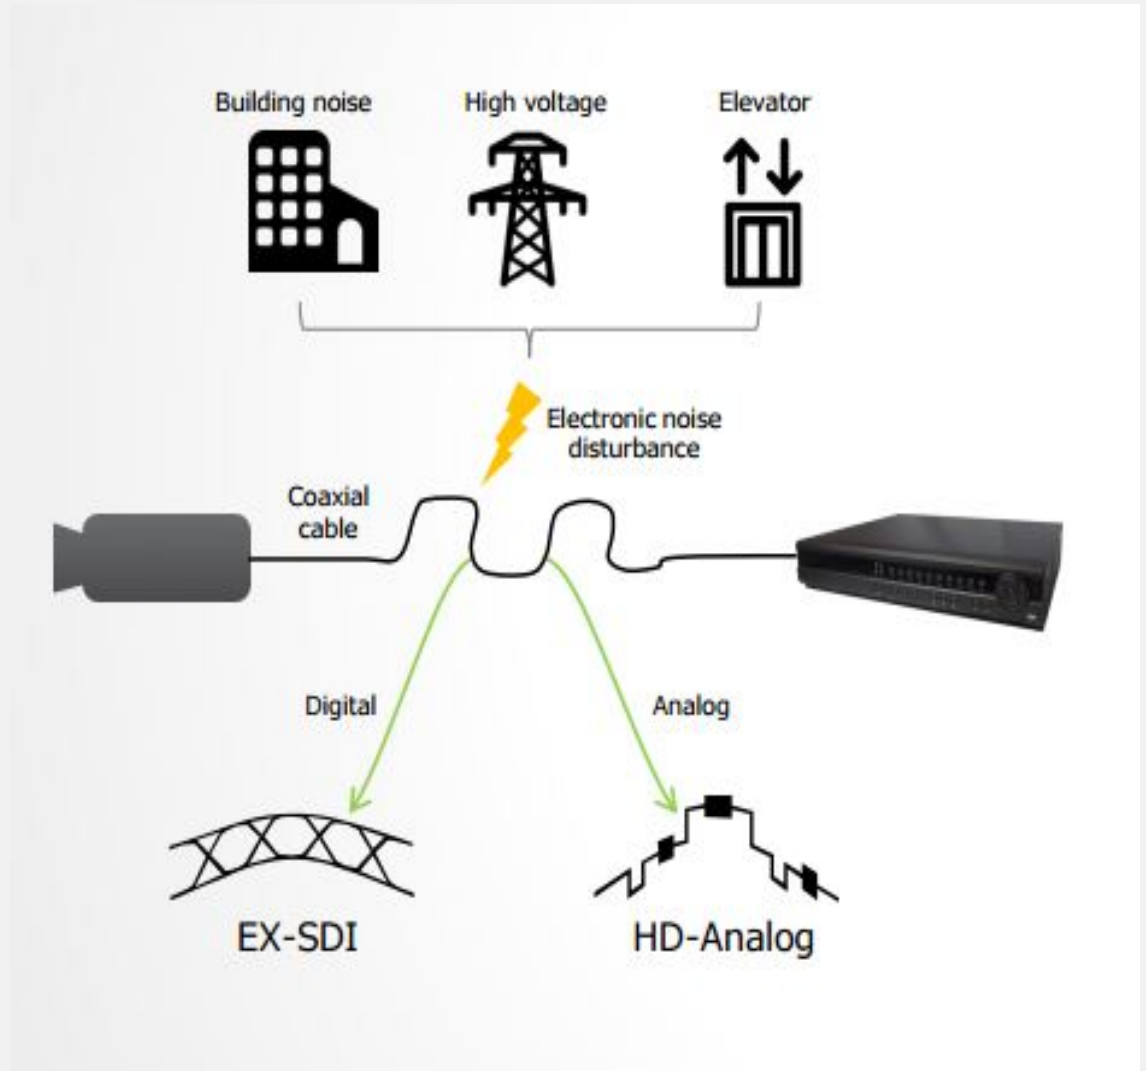 Building noise
High voltage
Elevator
Electronic noise
disturbance
Coaxial
cable
Digital
Analog
EX-SDI
HD-Analog